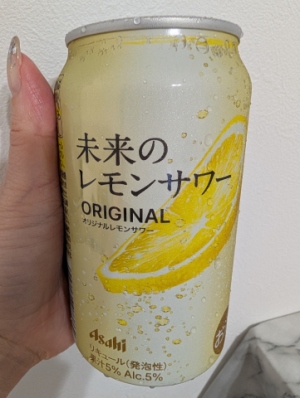 未来の
レモンサワー
ORIGINAL
オリジナルレモンサワー
Asahi
リキュール(発泡性)
果汁5% Alc.5%